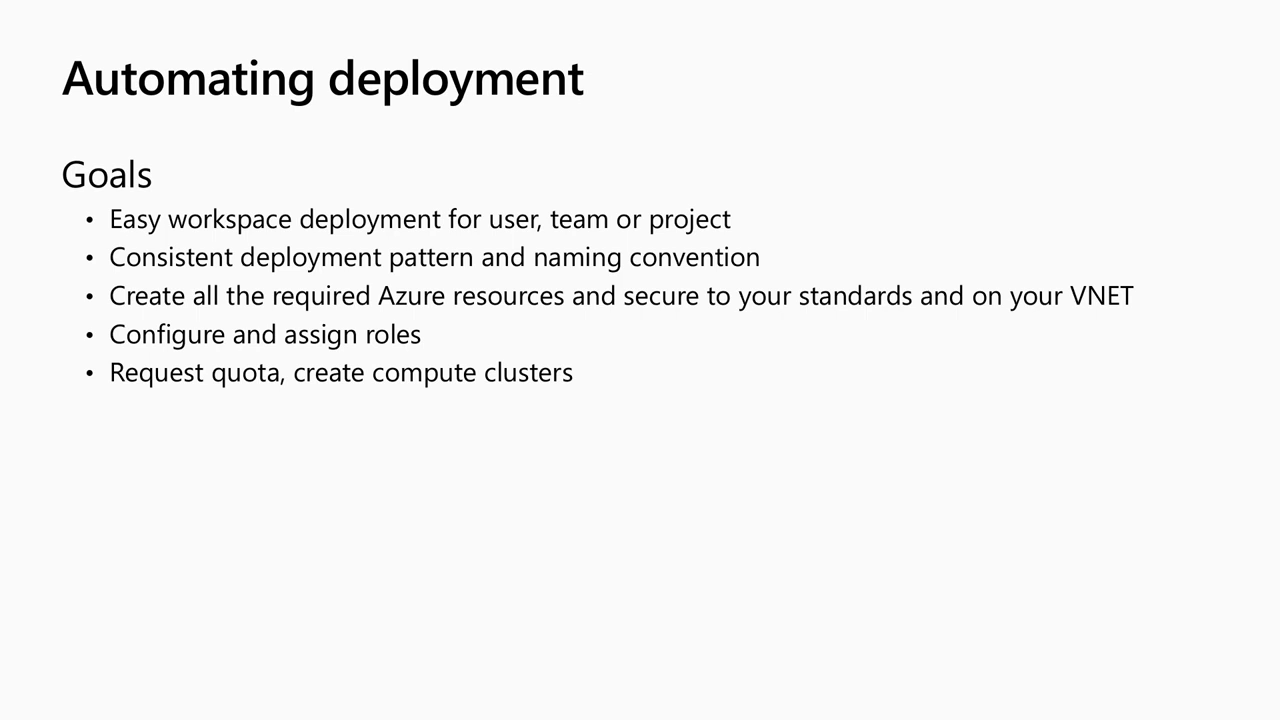 Automating deployment
Goals
• Easy workspace deployment for user, team or project
• Consistent deployment pattern and naming convention
• Create all the required Azure resources and secure to your standards and on your VNET
• Configure and assign roles
• Request quota, create compute clusters